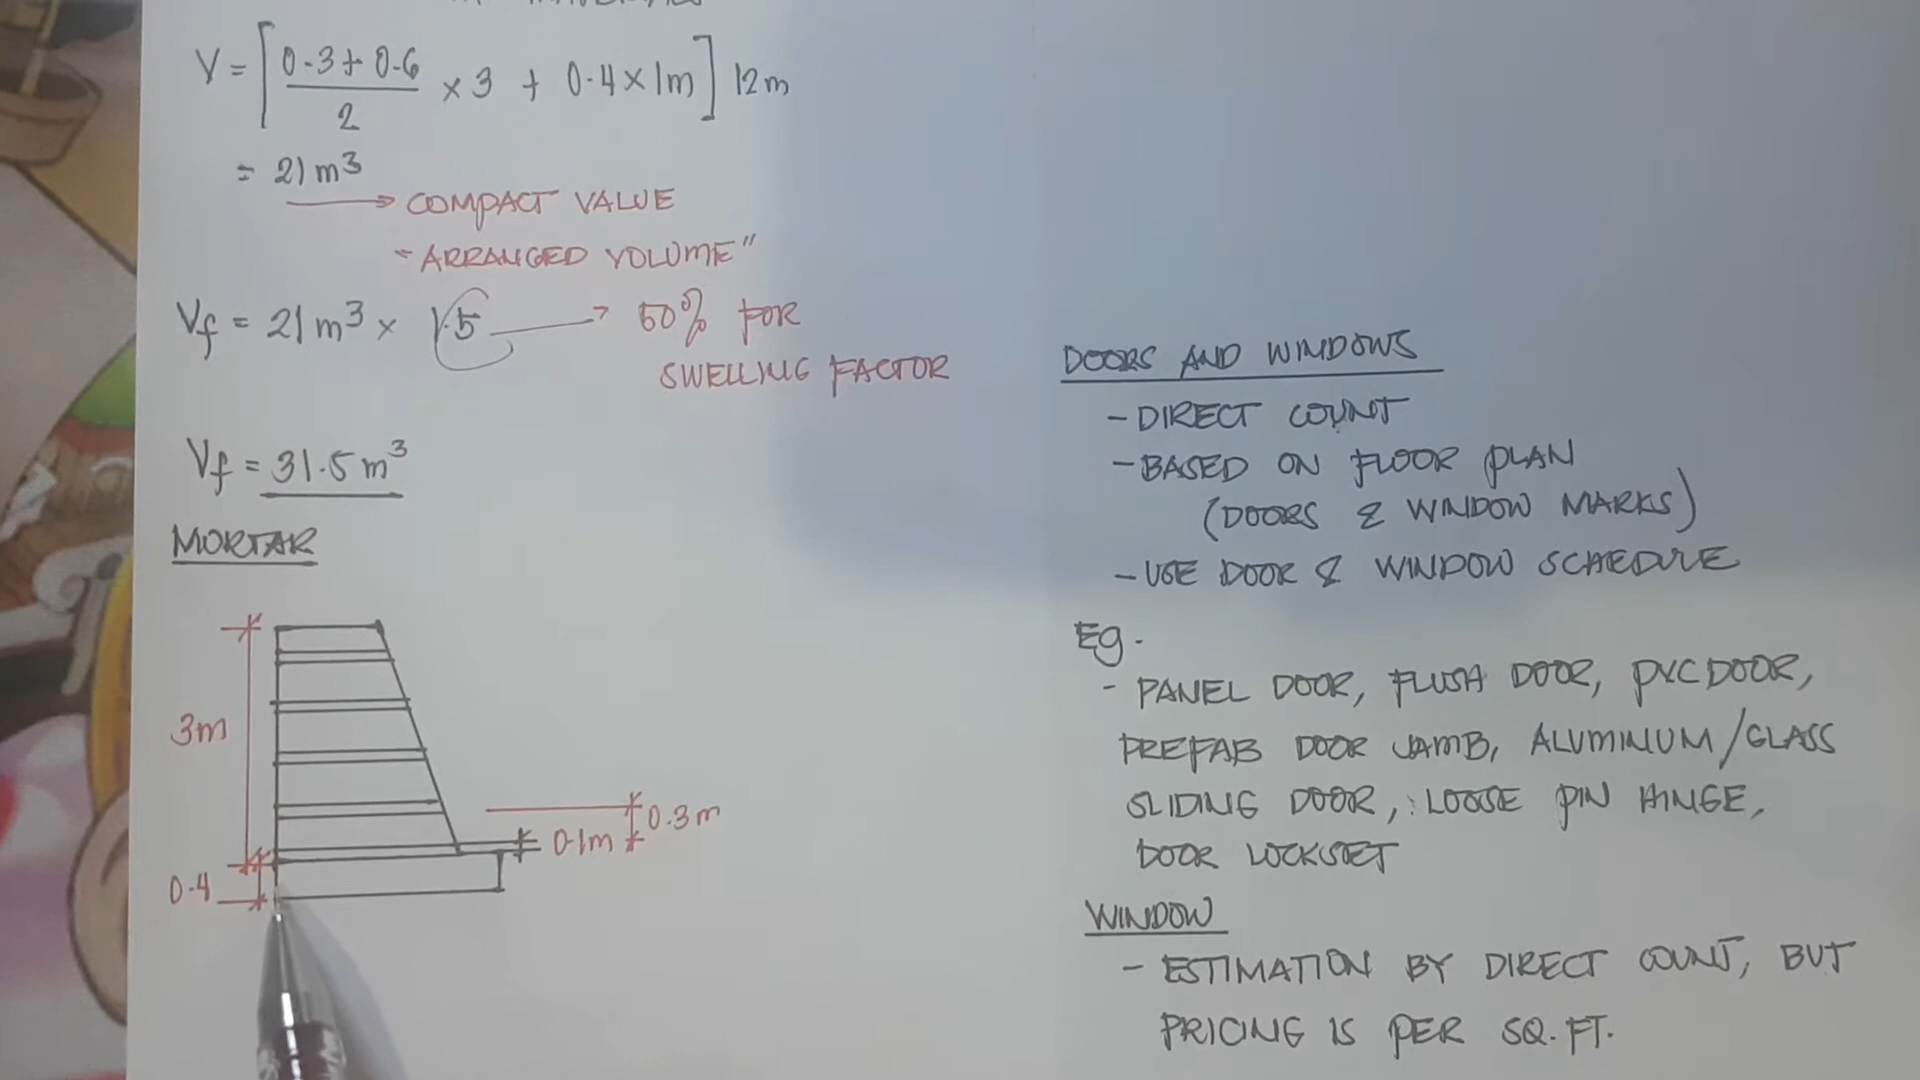 V = [ 0.3 + 0.6 / 2 × 3 + 0.4 × 1m ] 12m
= 21 m³
→ COMPACT VALUE
"ARRANGED VOLUME"
Vf = 21 m³ × 1.5 → 50% FOR
SWELLING FACTOR
Vf = 31.5 m³
MORTAR
3m
0.3m
0.1m
0.4
DOORS AND WINDOWS
- DIRECT COUNT
- BASED ON FLOOR PLAN
(DOORS & WINDOW MARKS)
- USE DOOR & WINDOW SCHEDULE
Eg.
- PANEL DOOR, FLUSH DOOR, PVC DOOR,
PREFAB DOOR JAMB, ALUMINUM/GLASS
SLIDING DOOR, LOOSE PIN HINGE,
DOOR LOCKSET
WINDOW
- ESTIMATION BY DIRECT COUNT, BUT
PRICING IS PER SQ. FT.